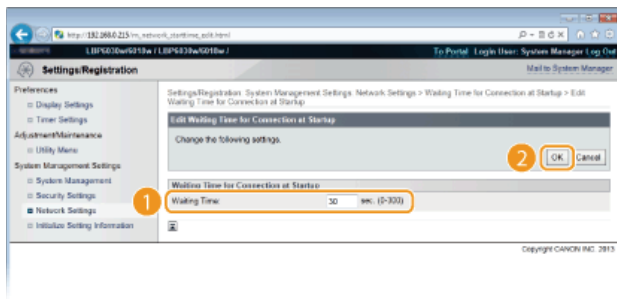 http://192.168.0.215/m_network_starttime_edit.html
LBP6030w/6018w / LBP6030w/6018w /
To Portal Login User: System Manager Log Out
Settings/Registration
Mail to System Manager
Preferences
Display Settings
Timer Settings
Adjustment/Maintenance
Utility Menu
System Management Settings
System Management
Security Settings
Network Settings
Initialize Setting Information
Settings/Registration: System Management Settings: Network Settings > Waiting Time for Connection at Startup > Edit
Waiting Time for Connection at Startup
Edit Waiting Time for Connection at Startup
Change the following settings.
2
OK
Cancel
Waiting Time for Connection at Startup
1
Waiting Time:
30
sec. (0-300)
Copyright CANON INC. 2013